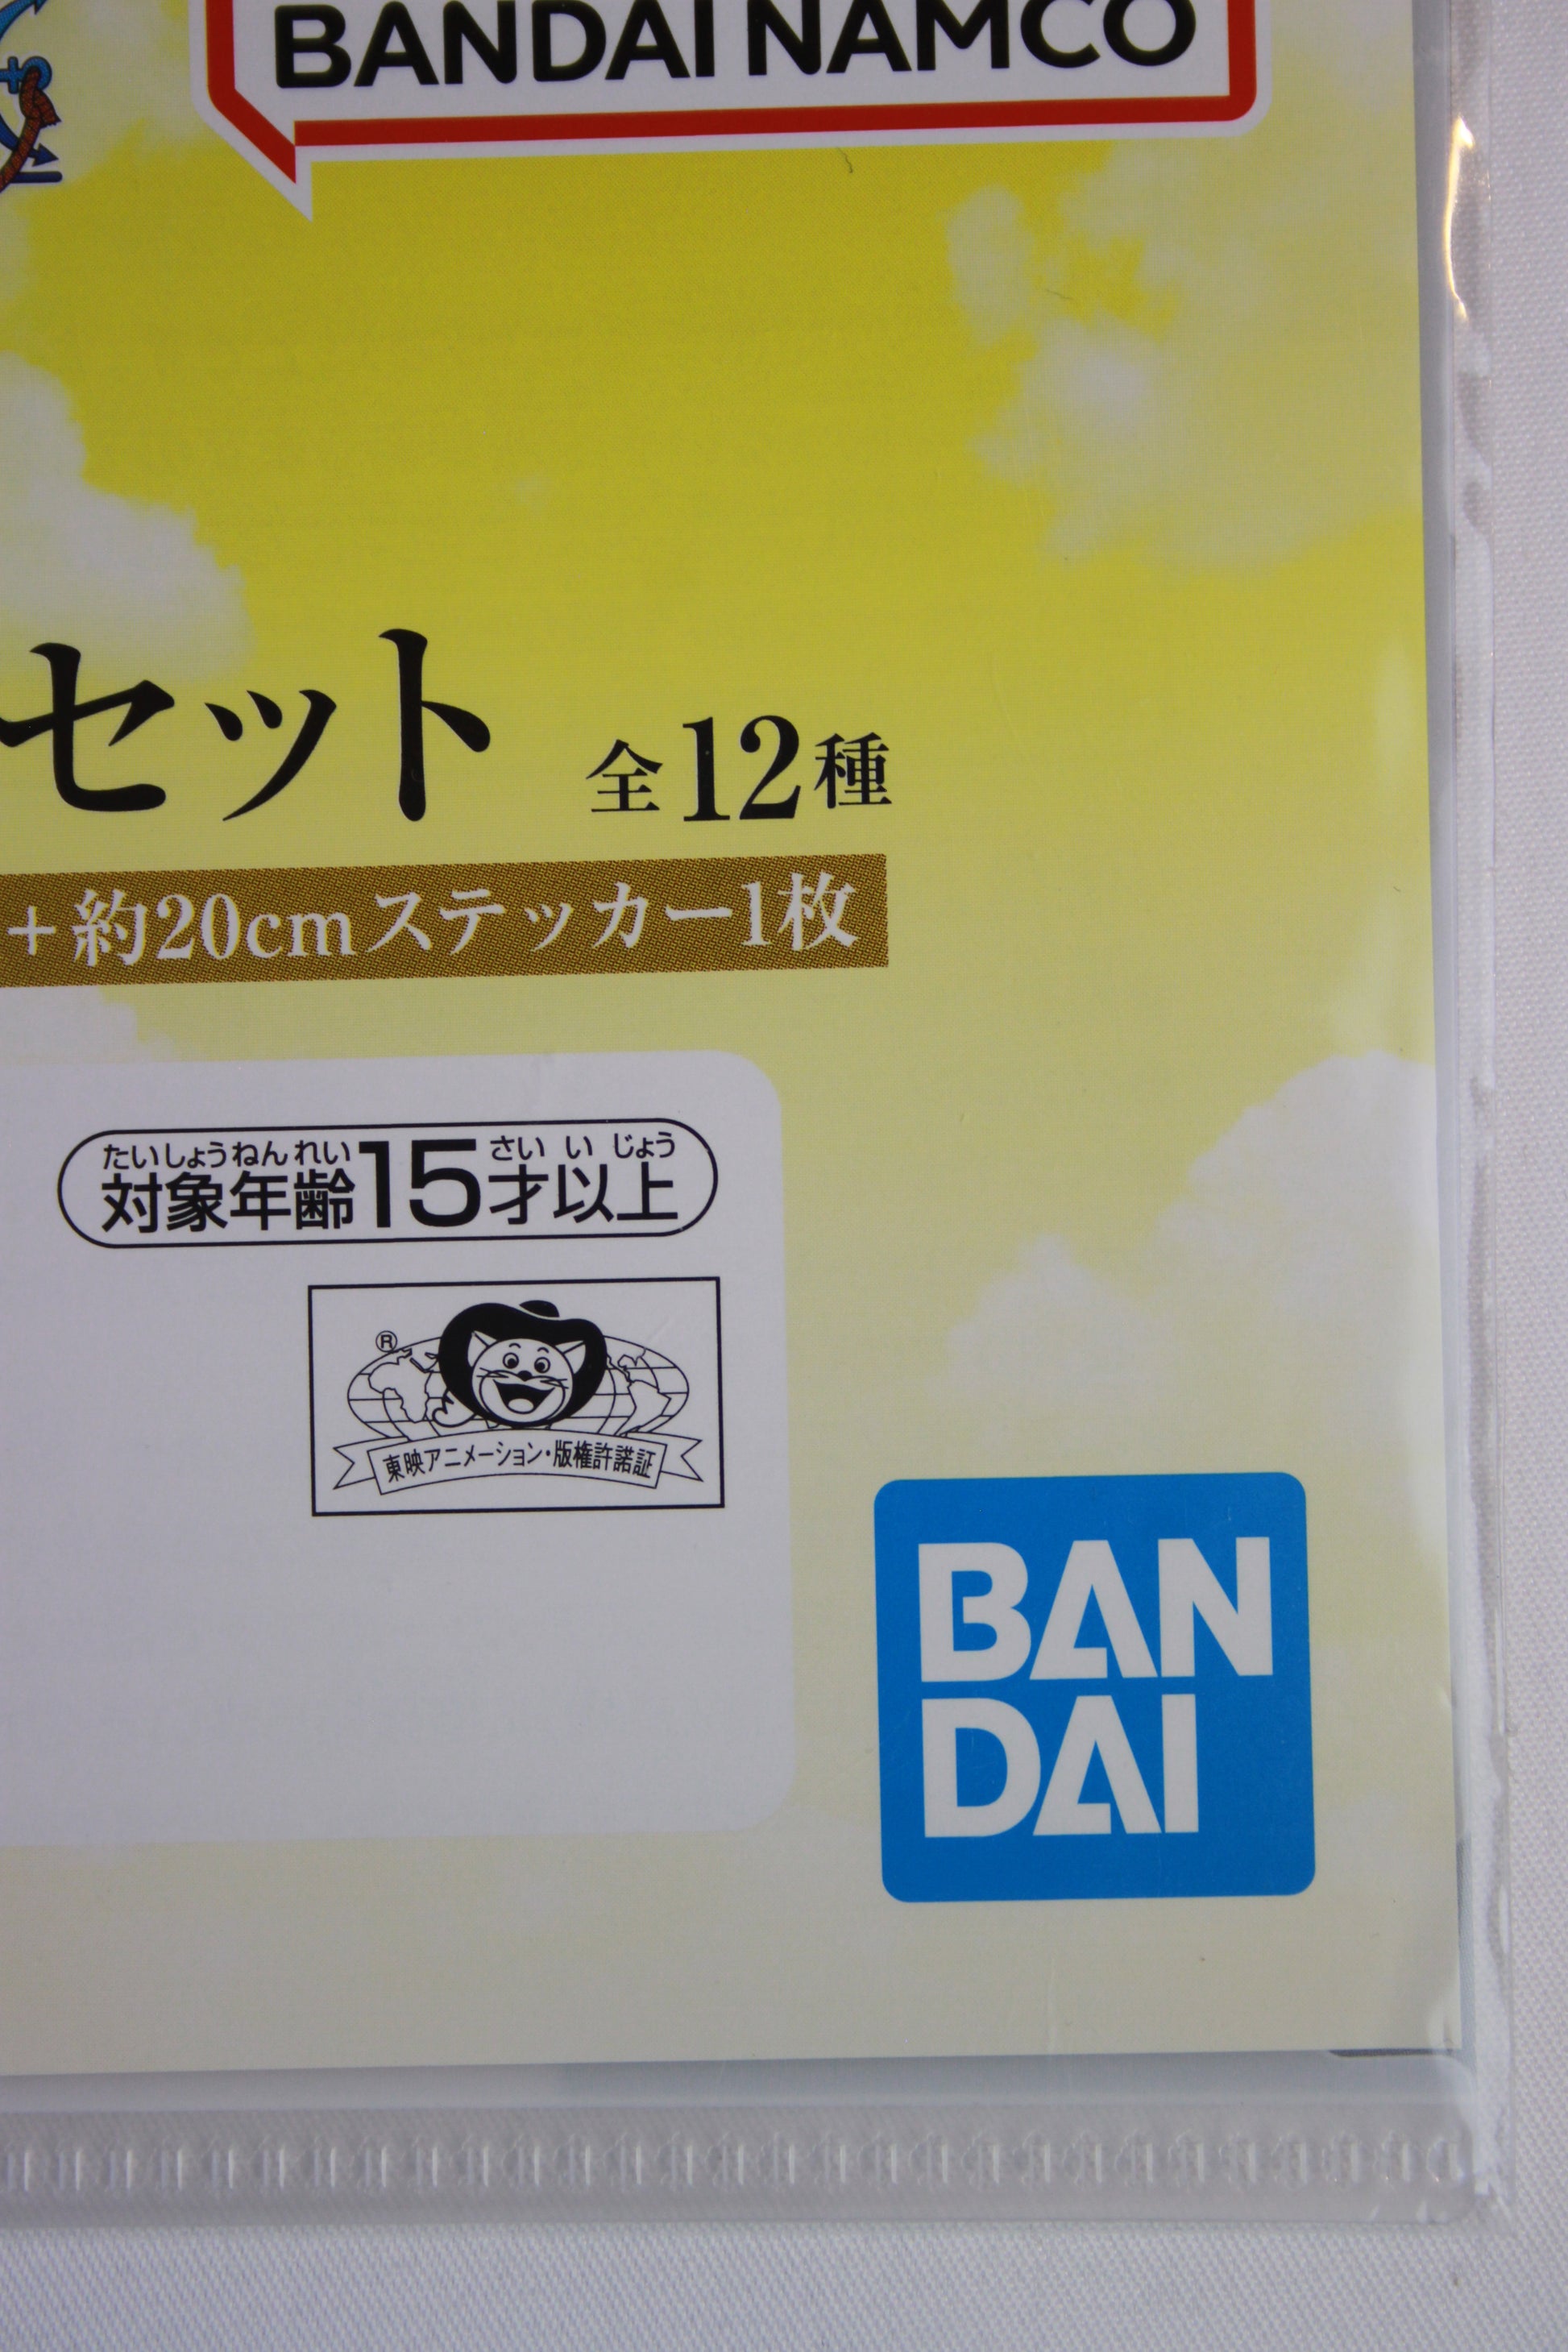 BANDAI NAMCO
セット 全12種
+約20cmステッカー1枚
たいしょうねんれい さい い じょう
対象年齢15才以上
®
東映アニメーション・版権許諾証
BAN
DAI